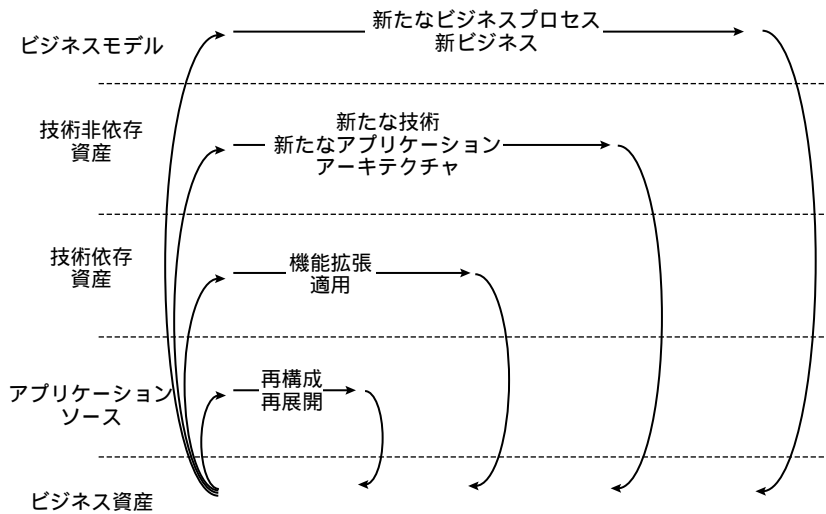 ビジネスモデル
新たなビジネスプロセス
新ビジネス
技術非依存
資産
新たな技術
新たなアプリケーション
アーキテクチャ
技術依存
資産
機能拡張
適用
アプリケーション
ソース
再構成
再展開
ビジネス資産